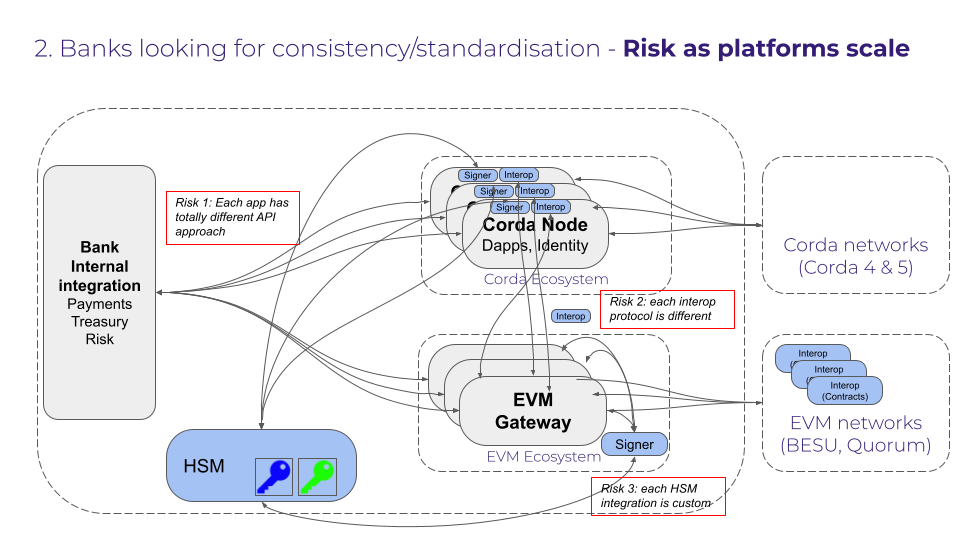 2. Banks looking for consistency/standardisation - Risk as platforms scale
Risk 1: Each app has
totally different API
approach
Bank
Internal
integration
Payments
Treasury
Risk
Signer
Interop
Signer
Interop
Signer
Interop
Corda Node
Dapps, Identity
Corda Ecosystem
Corda networks
(Corda 4 & 5)
Interop
Risk 2: each interop
protocol is different
EVM
Gateway
EVM Ecosystem
Signer
Interop
Interop
Interop
(Contracts)
EVM networks
(BESU, Quorum)
HSM
Risk 3: each HSM
integration is custom